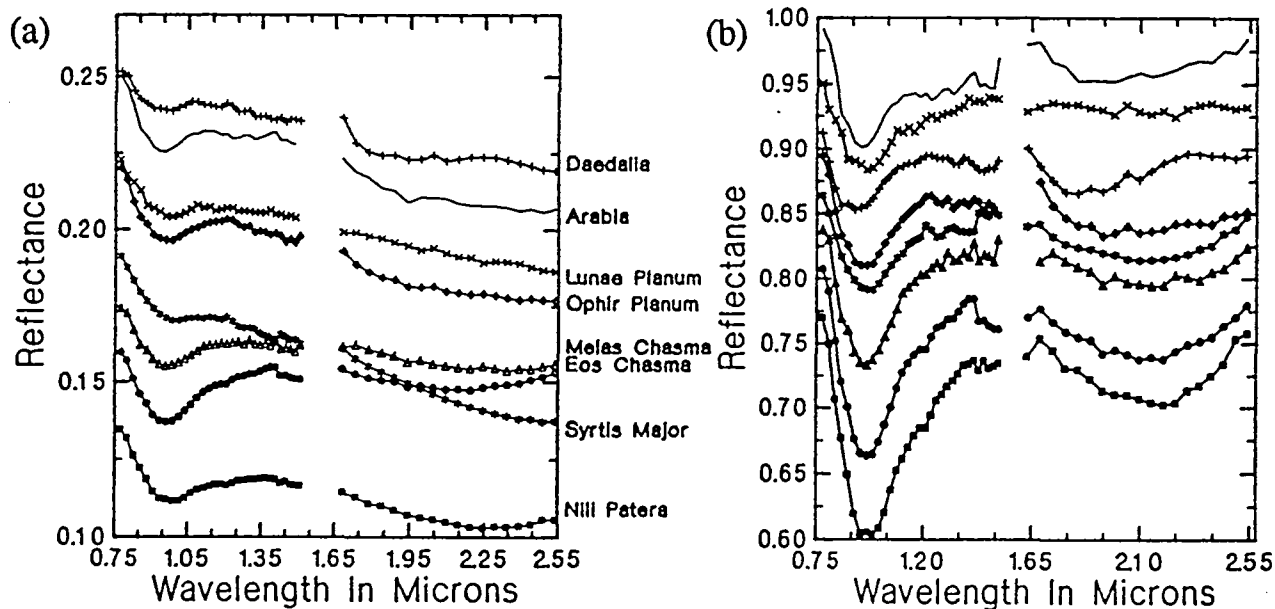 (a)
Reflectance
0.25
0.20
0.15
0.10
0.75 1.05 1.35 1.65 1.95 2.25 2.55
Wavelength In Microns
Daedalia
Arabia
Lunae Planum
Ophir Planum
Melas Chasma
Eos Chasma
Syrtis Major
Nili Patera
(b)
Reflectance
1.00
0.95
0.90
0.85
0.80
0.75
0.70
0.65
0.60
0.75 1.20 1.65 2.10 2.55
Wavelength In Microns